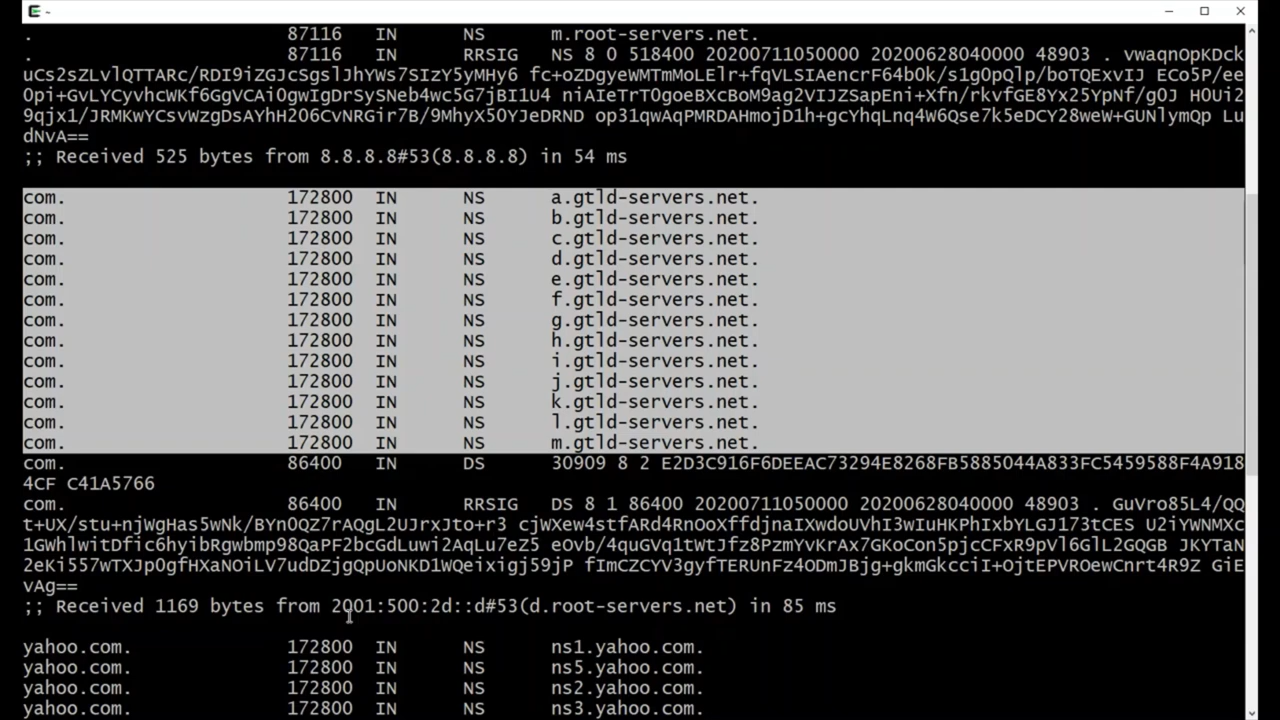 ~
. 87116 IN NS m.root-servers.net.
. 87116 IN RRSIG NS 8 0 518400 20200711050000 20200628040000 48903 . vwaqnOpKDck
uCs2sZLvlQTTARc/RDI9iZGJcSgslJhYWs7SIzY5yMHy6 fc+oZDgyeWMTmMoLElr+fqVLSIAencrF64b0k/s1gOpQlp/boTQExvIJ ECo5P/ee
Opi+GvLYCyvhcWKf6GgVCAi0gwIgDrSySNeb4wc5G7jBI1U4 niAIeTrT0goeBXcBoM9ag2VIJZSapEni+Xfn/rkvfGE8Yx25YpNf/gOJ HOUi2
9qjx1/JRMKwYCsvWzgDsAYhH2O6CvNRGir7B/9MhyX5OYJeDRND op31qwAqPMRDAHmojD1h+gcYhqLnq4W6Qse7k5eDCY28weW+GUNlymQp Lu
dNvA==
;; Received 525 bytes from 8.8.8.8#53(8.8.8.8) in 54 ms
com. 172800 IN NS a.gtld-servers.net.
com. 172800 IN NS b.gtld-servers.net.
com. 172800 IN NS c.gtld-servers.net.
com. 172800 IN NS d.gtld-servers.net.
com. 172800 IN NS e.gtld-servers.net.
com. 172800 IN NS f.gtld-servers.net.
com. 172800 IN NS g.gtld-servers.net.
com. 172800 IN NS h.gtld-servers.net.
com. 172800 IN NS i.gtld-servers.net.
com. 172800 IN NS j.gtld-servers.net.
com. 172800 IN NS k.gtld-servers.net.
com. 172800 IN NS l.gtld-servers.net.
com. 172800 IN NS m.gtld-servers.net.
com. 86400 IN DS 30909 8 2 E2D3C916F6DEEAC73294E8268FB5885044A833FC5459588F4A918
4CF C41A5766
com. 86400 IN RRSIG DS 8 1 86400 20200711050000 20200628040000 48903 . GuVro85L4/QQ
t+UX/stu+njWgHas5wNk/BYnOQZ7rAQgL2UJrxJto+r3 cjWXew4stfARd4RnOoXffdjnaIXwdoUVhI3wIuHKPhIxbYLGJ173tCES U2iYWNMXc
1GWhlwitDfic6hyibRgwbmp98QaPF2bcGdLuwi2AqLu7eZ5 eOvb/4quGVq1tWtJfz8PzmYvKrAx7GKoCon5pjcCFxR9pVl6GlL2GQGB JKYTaN
2eKi557wTXJpOgfHXaNOiLV7udDZjgQpUoNKD1WQeixigj59jP fImCZCYV3gyfTERUnFz4ODmJBjg+gkmGkcciI+OjtEPVROewCnrt4R9Z GiE
vAg==
;; Received 1169 bytes from 2001:500:2d::d#53(d.root-servers.net) in 85 ms
yahoo.com. 172800 IN NS ns1.yahoo.com.
yahoo.com. 172800 IN NS ns5.yahoo.com.
yahoo.com. 172800 IN NS ns2.yahoo.com.
yahoo.com. 172800 IN NS ns3.yahoo.com.